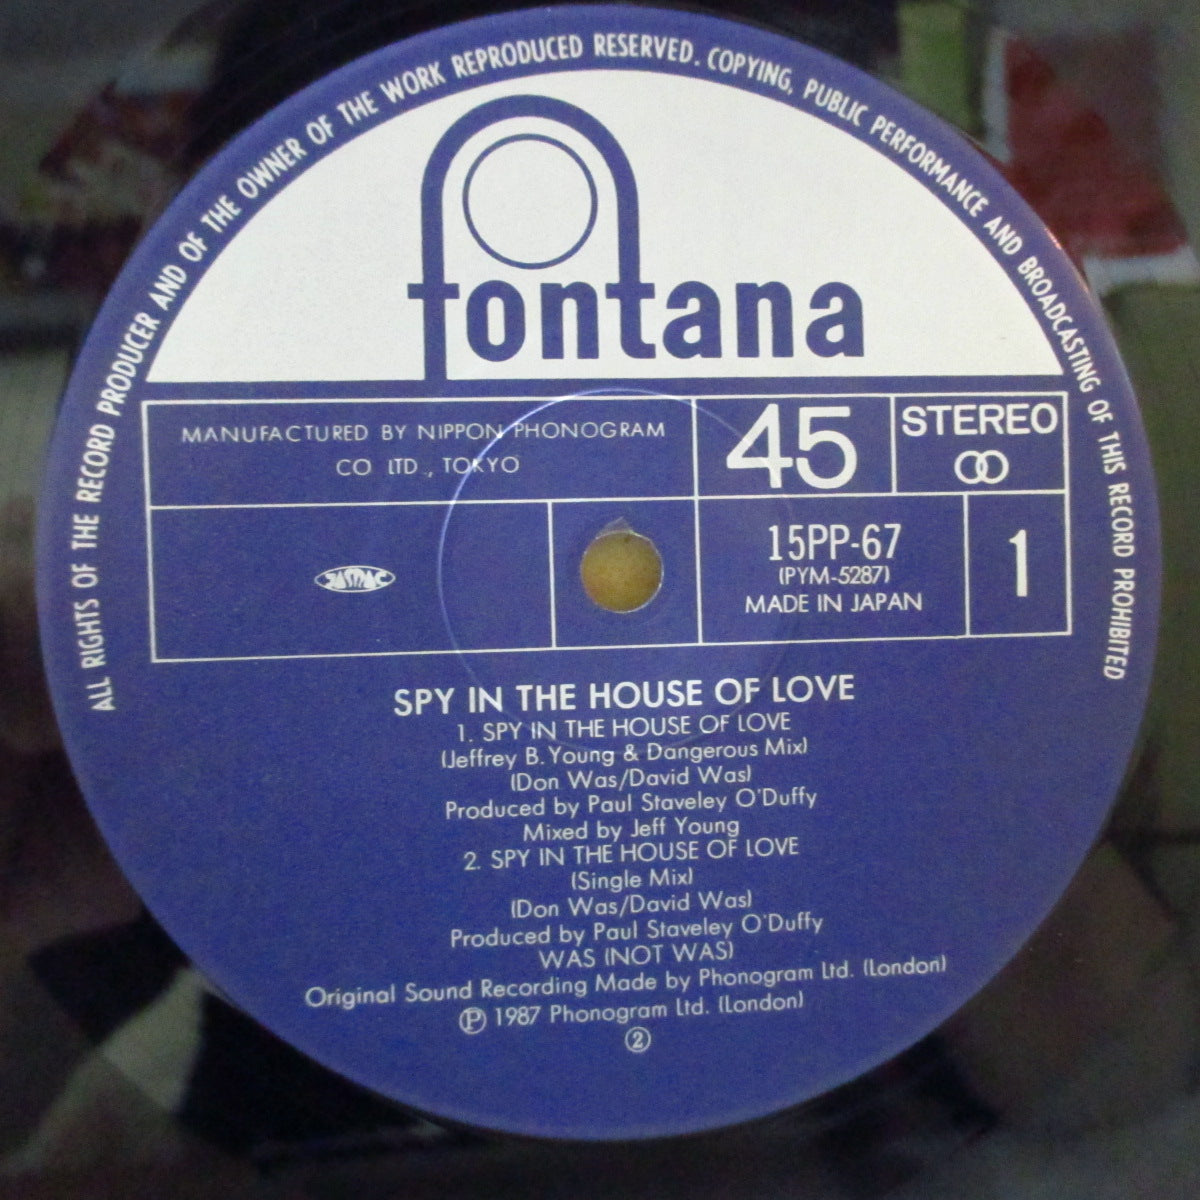 ALL RIGHTS OF THE RECORD PRODUCER AND OF THE OWNER OF THE WORK REPRODUCED RESERVED. COPYING, PUBLIC PERFORMANCE AND BROADCASTING OF THIS RECORD PROHIBITED
fontana
MANUFACTURED BY NIPPON PHONOGRAM
CO LTD., TOKYO
45
STEREO
JASRAC
15PP-67
(PYM-5287)
MADE IN JAPAN
1
SPY IN THE HOUSE OF LOVE
1. SPY IN THE HOUSE OF LOVE
(Jeffrey B. Young & Dangerous Mix)
(Don Was/David Was)
Produced by Paul Staveley O'Duffy
Mixed by Jeff Young
2. SPY IN THE HOUSE OF LOVE
(Single Mix)
(Don Was/David Was)
Produced by Paul Staveley O'Duffy
WAS (NOT WAS)
Original Sound Recording Made by Phonogram Ltd. (London)
Ⓟ 1987 Phonogram Ltd. (London)
②